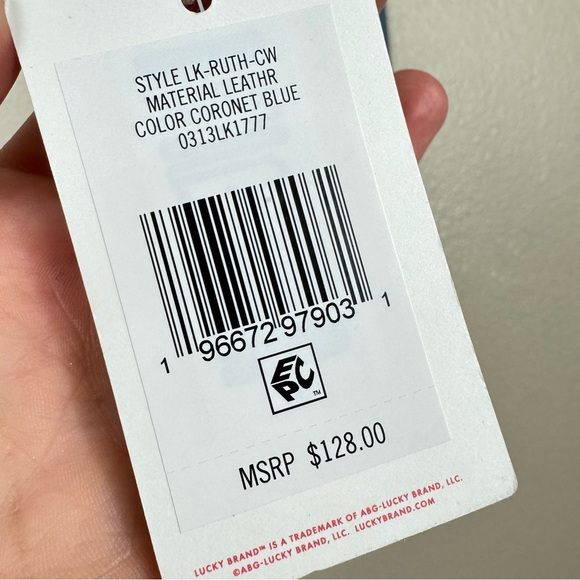 STYLE LK-RUTH-CW
MATERIAL LEATHR
COLOR CORONET BLUE
0313LK1777
1 96672 97903 1
EPC™
MSRP $128.00
LUCKY BRAND™ IS A TRADEMARK OF ABG-LUCKY BRAND, LLC.
©ABG-LUCKY BRAND, LLC. LUCKYBRAND.COM